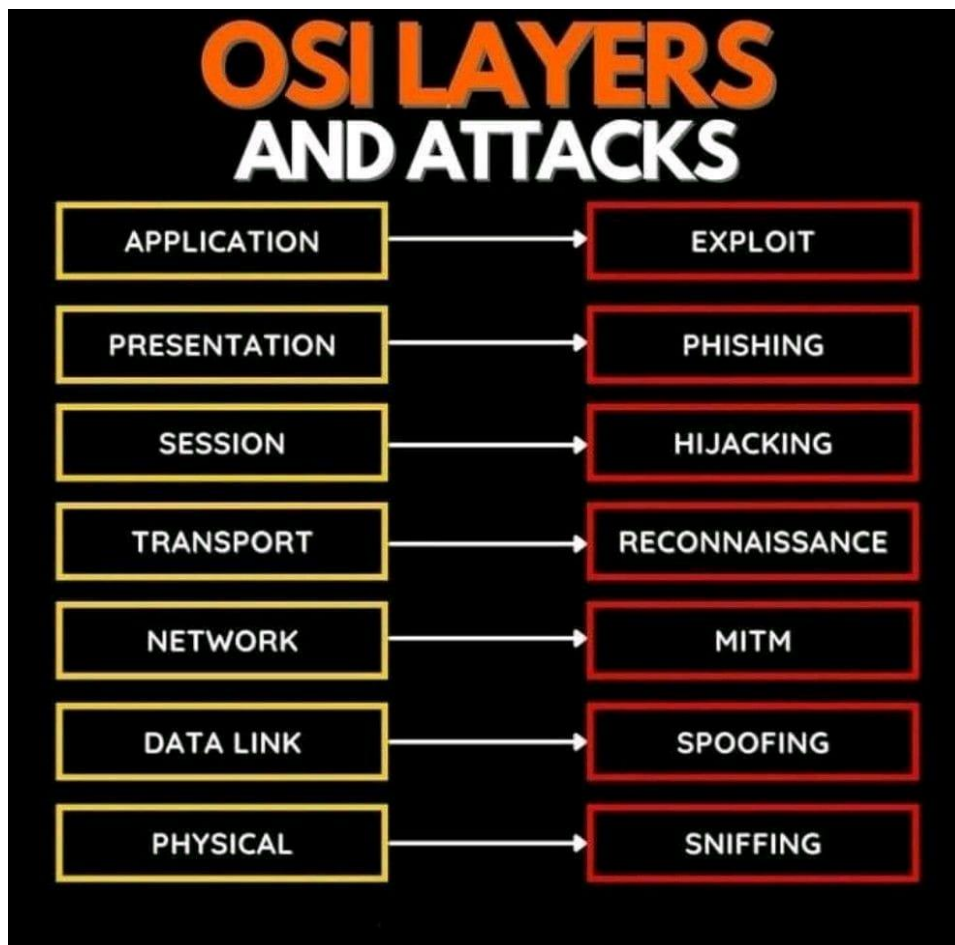 OSI LAYERS
AND ATTACKS
APPLICATION
EXPLOIT
PRESENTATION
PHISHING
SESSION
HIJACKING
TRANSPORT
RECONNAISSANCE
NETWORK
MITM
DATA LINK
SPOOFING
PHYSICAL
SNIFFING